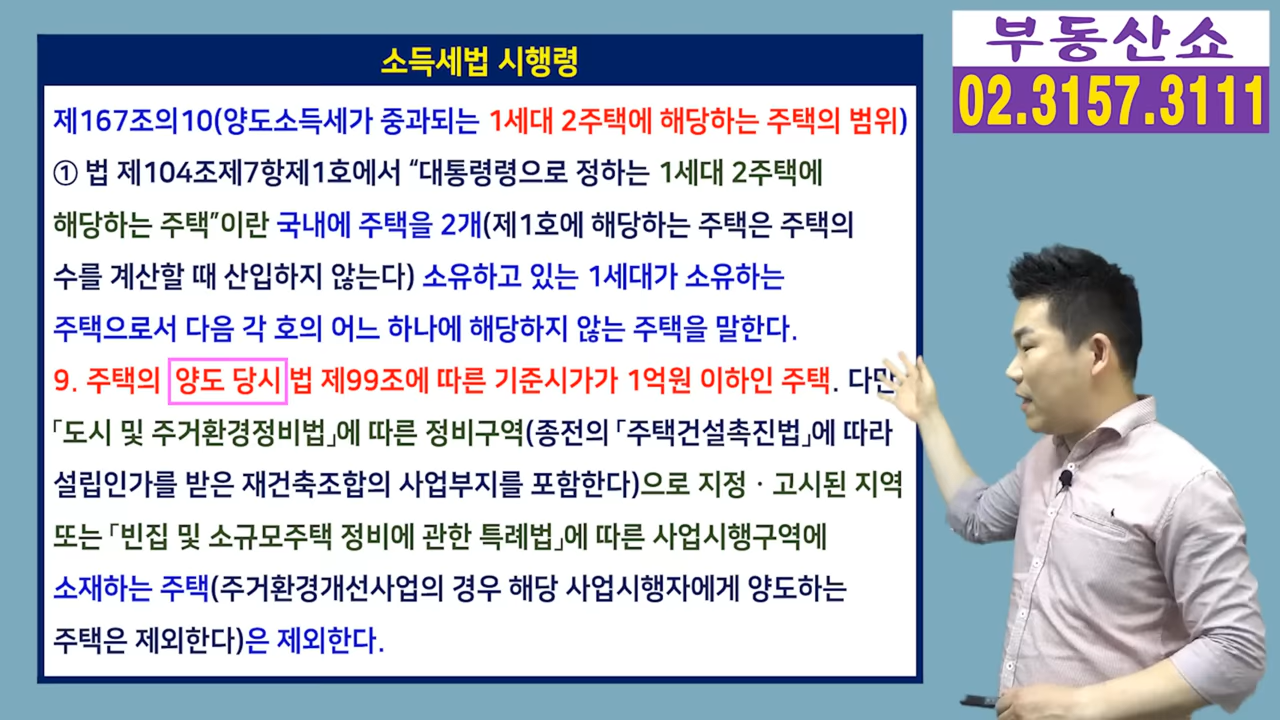 부동산쇼
02.3157.3111
소득세법 시행령
제167조의10(양도소득세가 중과되는 1세대 2주택에 해당하는 주택의 범위)
① 법 제104조제7항제1호에서 “대통령령으로 정하는 1세대 2주택에
해당하는 주택”이란 국내에 주택을 2개(제1호에 해당하는 주택은 주택의
수를 계산할 때 산입하지 않는다) 소유하고 있는 1세대가 소유하는
주택으로서 다음 각 호의 어느 하나에 해당하지 않는 주택을 말한다.
9. 주택의 양도 당시 법 제99조에 따른 기준시가가 1억원 이하인 주택. 다만
「도시 및 주거환경정비법」에 따른 정비구역(종전의 「주택건설촉진법」에 따라
설립인가를 받은 재건축조합의 사업부지를 포함한다)으로 지정 · 고시된 지역
또는 「빈집 및 소규모주택 정비에 관한 특례법」에 따른 사업시행구역에
소재하는 주택(주거환경개선사업의 경우 해당 사업시행자에게 양도하는
주택은 제외한다)은 제외한다.